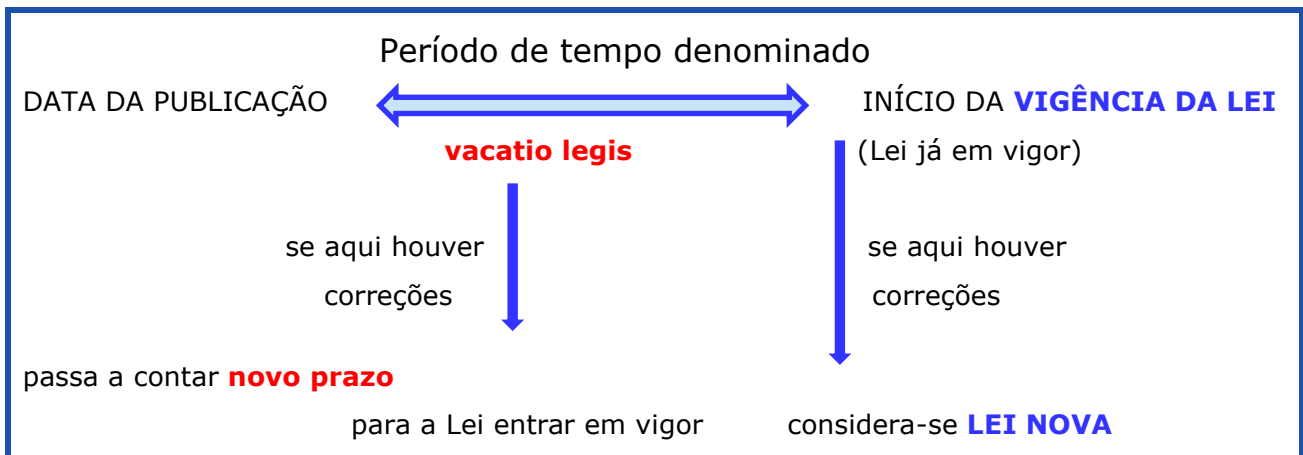 Período de tempo denominado
DATA DA PUBLICAÇÃO INÍCIO DA VIGÊNCIA DA LEI
vacatio legis (Lei já em vigor)
se aqui houver se aqui houver
correções correções
passa a contar novo prazo
para a Lei entrar em vigor considera-se LEI NOVA